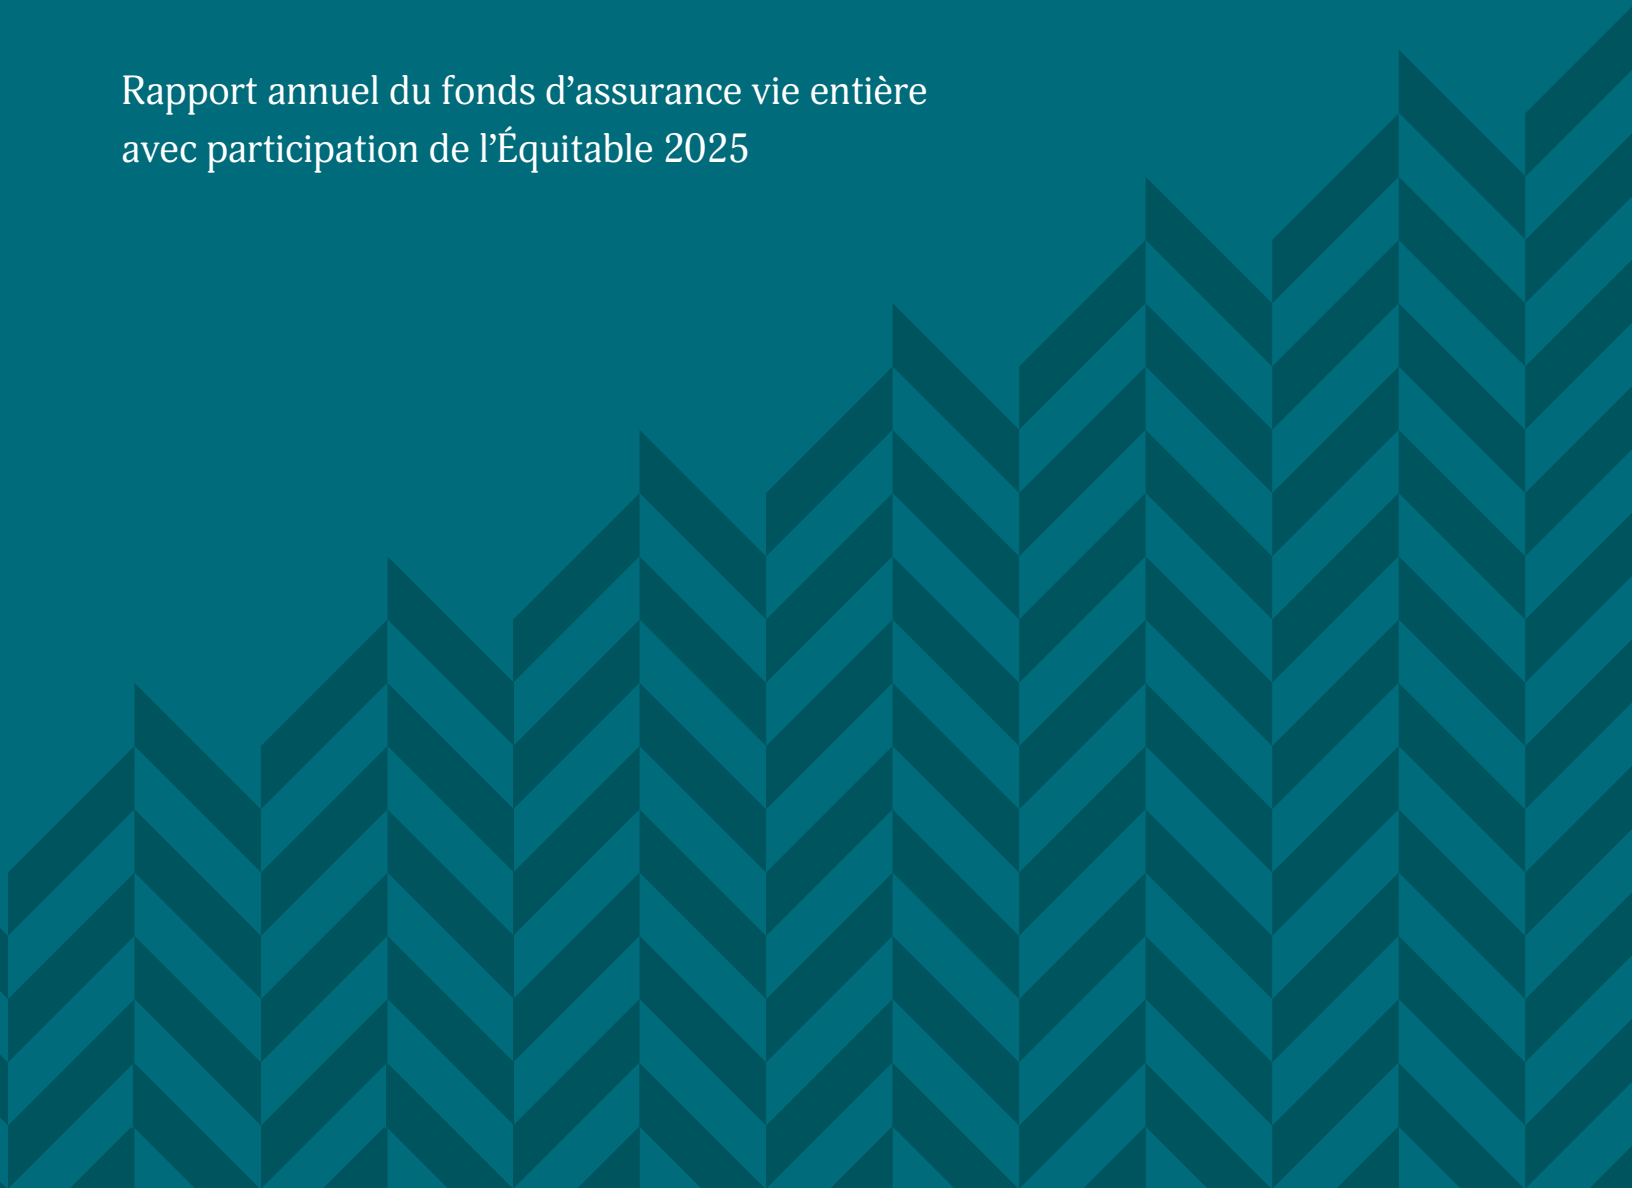 Rapport annuel du fonds d’assurance vie entière
avec participation de l’Équitable 2025